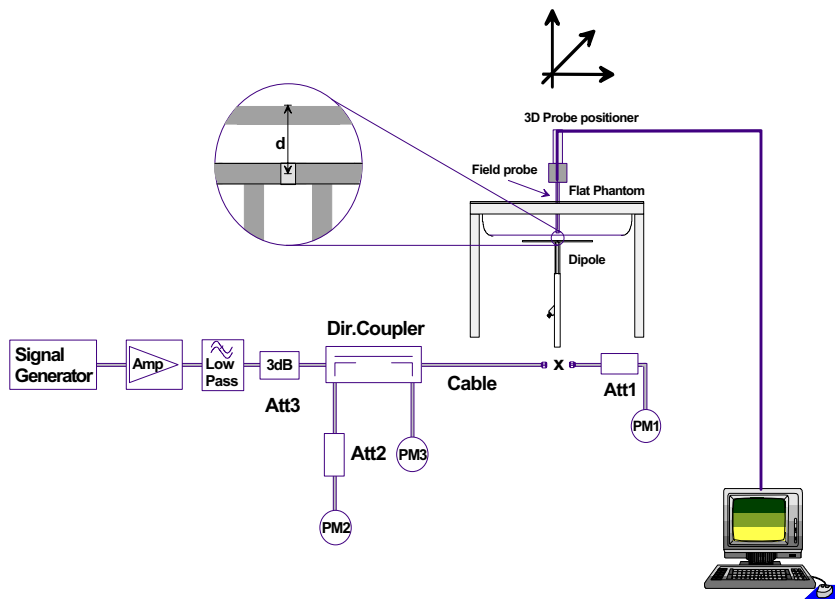 3D Probe positioner
d
Field probe
Flat Phantom
Dipole
Dir.Coupler
Signal
Generator
Amp
Low
Pass
3dB
Att3
Cable
x
Att1
PM1
Att2
PM3
PM2